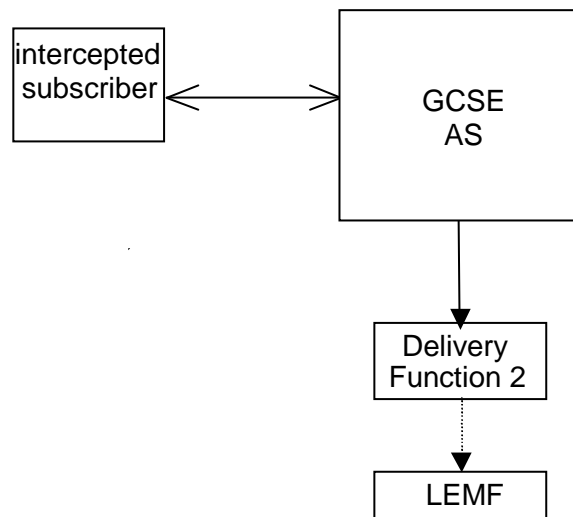 intercepted
subscriber
GCSE
AS
Delivery
Function 2
LEMF